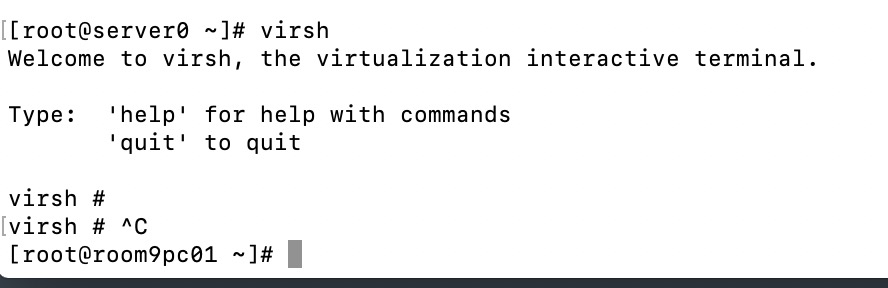 [[root@server0 ~]# virsh
Welcome to virsh, the virtualization interactive terminal.
Type:  'help' for help with commands
'quit' to quit
virsh #
[virsh # ^C
[root@room9pc01 ~]#